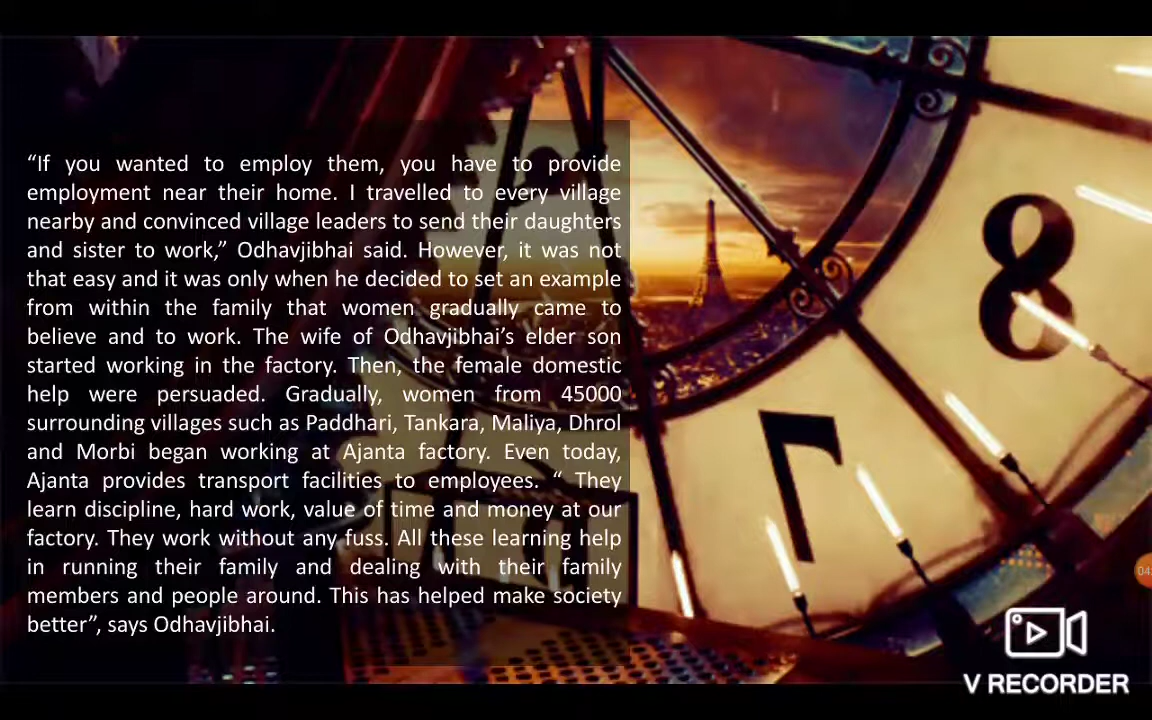 “If you wanted to employ them, you have to provide
employment near their home. I travelled to every village
nearby and convinced village leaders to send their daughters
and sister to work,” Odhavjibhai said. However, it was not
that easy and it was only when he decided to set an example
from within the family that women gradually came to
believe and to work. The wife of Odhavjibhai’s elder son
started working in the factory. Then, the female domestic
help were persuaded. Gradually, women from 45000
surrounding villages such as Paddhari, Tankara, Maliya, Dhrol
and Morbi began working at Ajanta factory. Even today,
Ajanta provides transport facilities to employees. “ They
learn discipline, hard work, value of time and money at our
factory. They work without any fuss. All these learning help
in running their family and dealing with their family
members and people around. This has helped make society
better”, says Odhavjibhai.
8
7
04:
V RECORDER